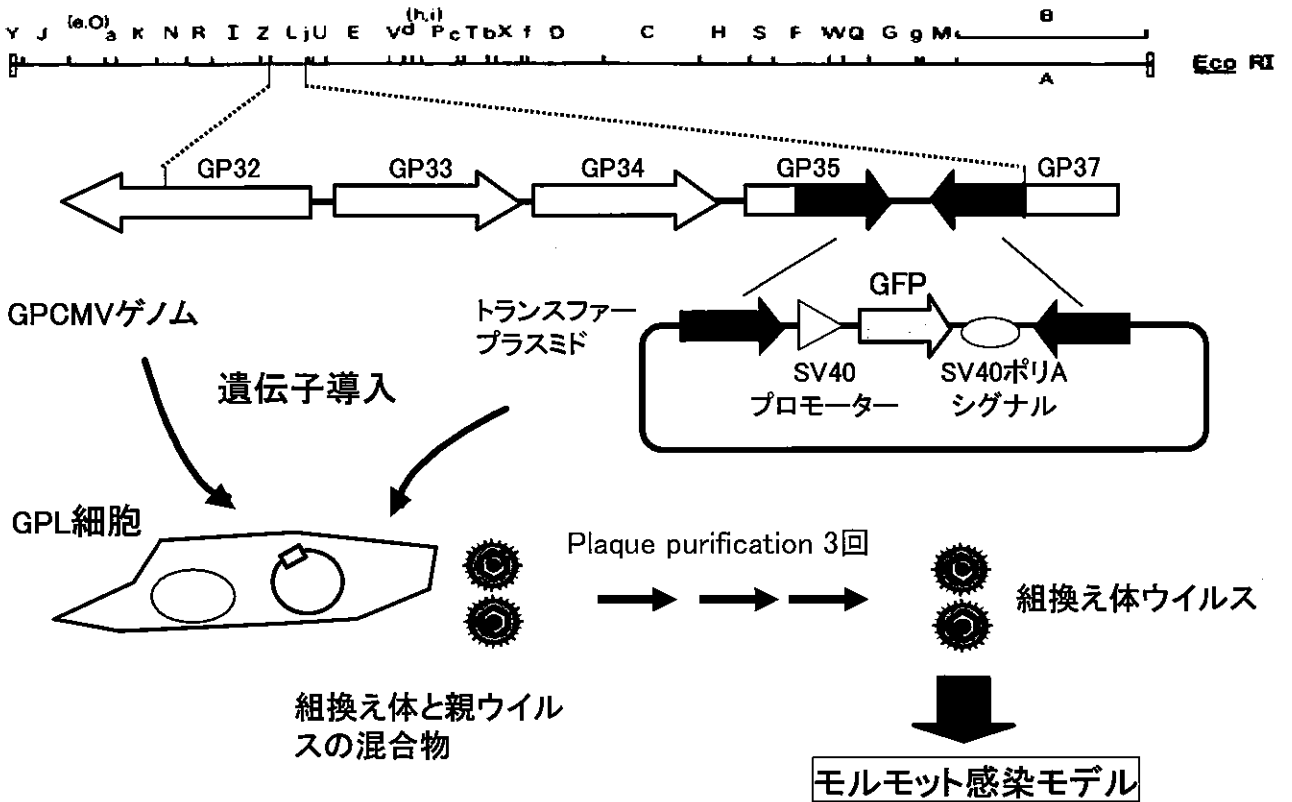 B
Y J (e.O) a K N R I Z L j U E V d (h,i) P c T b X f D C H S F W Q G g M
Eco RI
A
GP32 GP33 GP34 GP35 GP37
GFP
GPCMVゲノム
トランスファー
プラスミド
SV40
プロモーター
SV40ポリA
シグナル
遺伝子導入
GPL細胞
Plaque purification 3回
組換え体ウイルス
組換え体と親ウイル
スの混合物
モルモット感染モデル